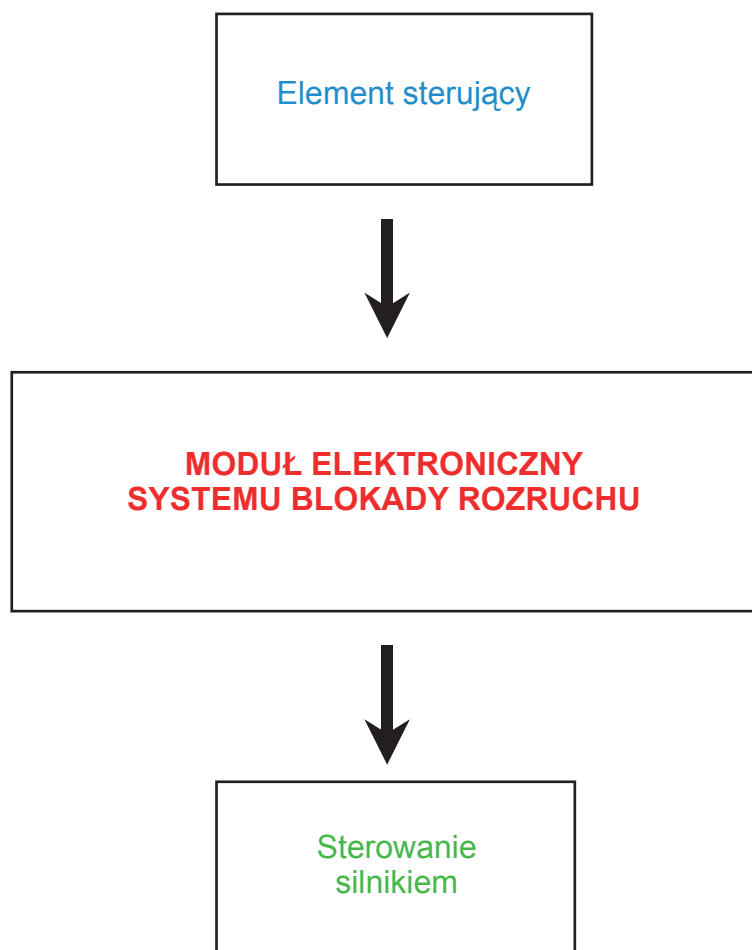 Element sterujący
MODUŁ ELEKTRONICZNY
SYSTEMU BLOKADY ROZRUCHU
Sterowanie
silnikiem